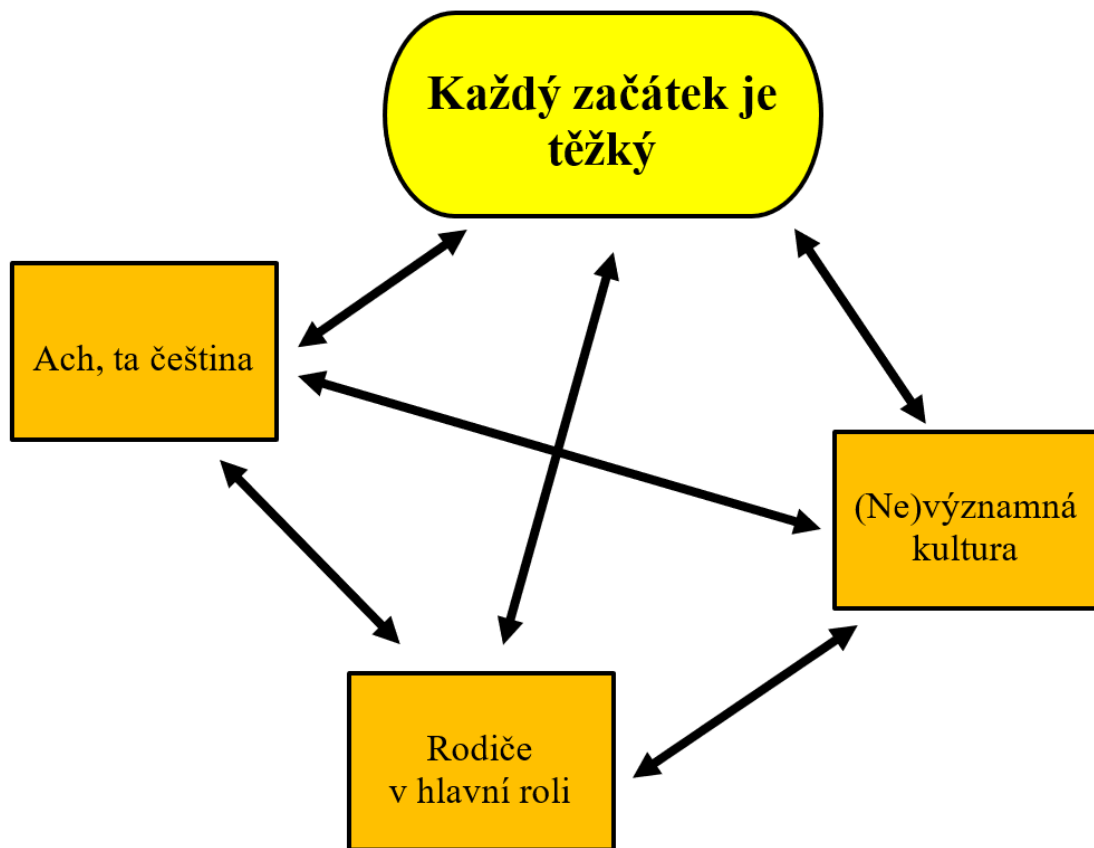 Každý začátek je
těžký
Ach, ta čeština
(Ne)významná
kultura
Rodiče
v hlavní roli